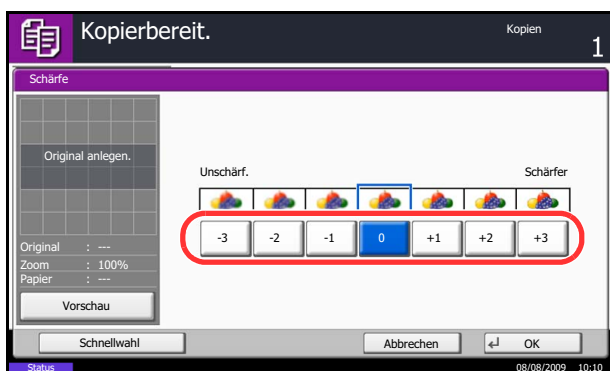 Kopierbereit.
Kopien
1
Schärfe
Original anlegen.
Unschärf. Schärfer
-3 -2 -1 0 +1 +2 +3
Original : ---
Zoom : 100%
Papier : ---
Vorschau
Schnellwahl Abbrechen OK
Status 08/08/2009 10:10